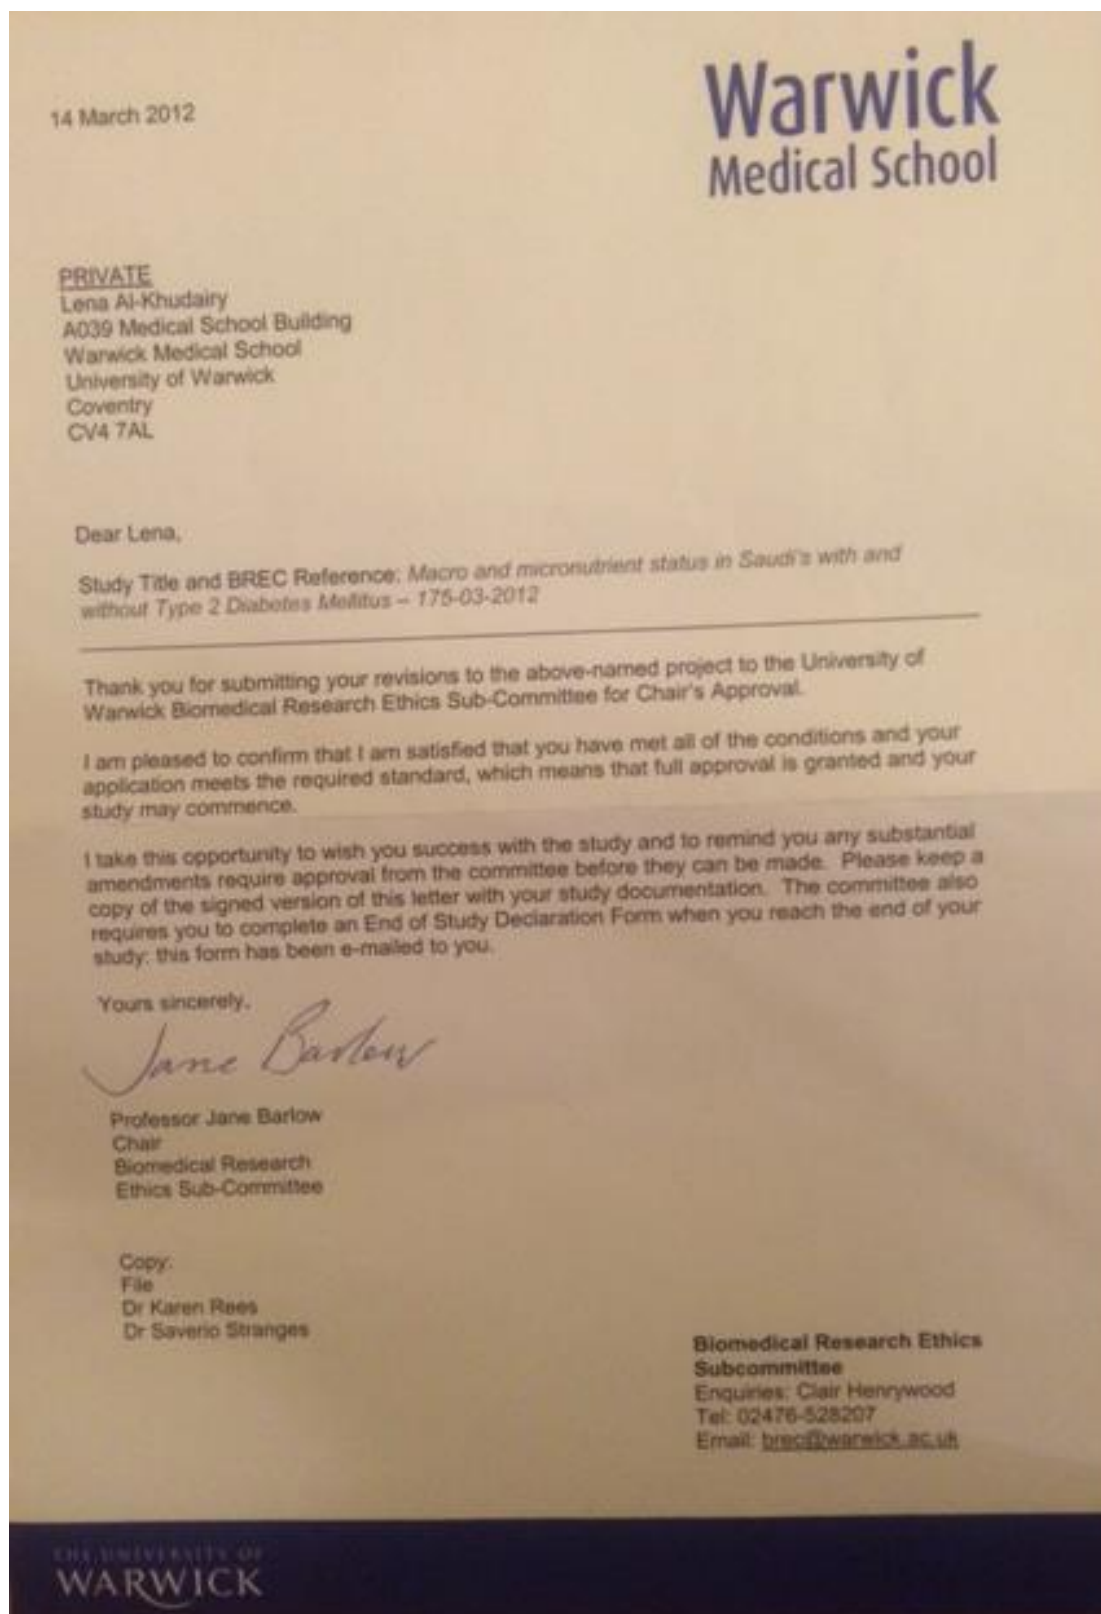 14 March 2012
Warwick
Medical School
PRIVATE
Lena Al-Khudairy
A039 Medical School Building
Warwick Medical School
University of Warwick
Coventry
CV4 7AL
Dear Lena,
Study Title and BREC Reference: Macro and micronutrient status in Saudi's with and
without Type 2 Diabetes Mellitus – 175-03-2012
Thank you for submitting your revisions to the above-named project to the University of
Warwick Biomedical Research Ethics Sub-Committee for Chair's Approval.
I am pleased to confirm that I am satisfied that you have met all of the conditions and your
application meets the required standard, which means that full approval is granted and your
study may commence.
I take this opportunity to wish you success with the study and to remind you any substantial
amendments require approval from the committee before they can be made. Please keep a
copy of the signed version of this letter with your study documentation. The committee also
requires you to complete an End of Study Declaration Form when you reach the end of your
study: this form has been e-mailed to you.
Yours sincerely,
Jane Barlow
Professor Jane Barlow
Chair
Biomedical Research
Ethics Sub-Committee
Copy:
File
Dr Karen Rees
Dr Saverio Stranges
Biomedical Research Ethics
Subcommittee
Enquiries: Clair Henrywood
Tel: 02476-528207
Email: brec@warwick.ac.uk
THE UNIVERSITY OF
WARWICK